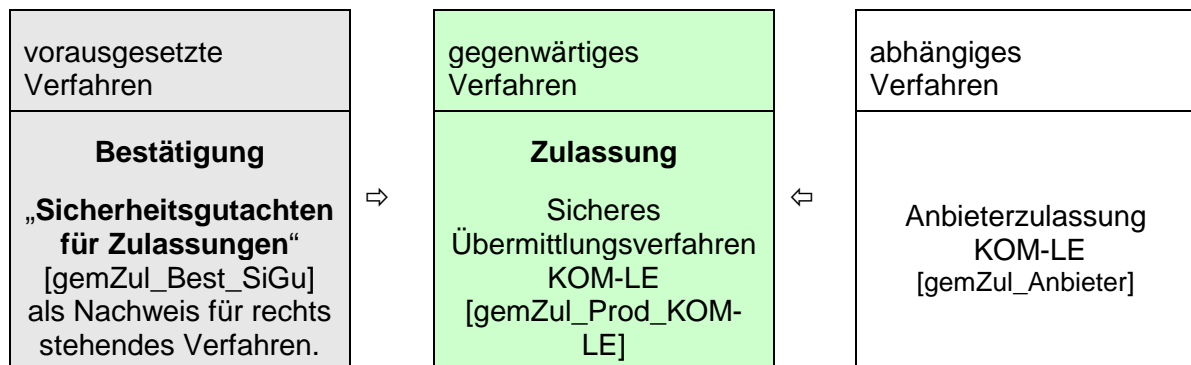 vorausgesetzte
Verfahren
Bestätigung
„Sicherheitsgutachten
für Zulassungen“
[gemZul_Best_SiGu]
als Nachweis für rechts
stehendes Verfahren.
⇨
gegenwärtiges
Verfahren
Zulassung
Sicheres
Übermittlungsverfahren
KOM-LE
[gemZul_Prod_KOM-
LE]
⇦
abhängiges
Verfahren
Anbieterzulassung
KOM-LE
[gemZul_Anbieter]